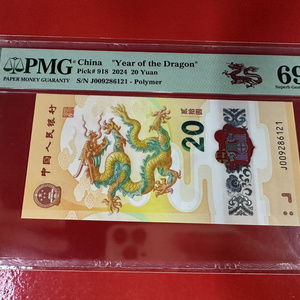 PMG China "Year of the Dragon"
PAPER MONEY GUARANTY Pick# 918 2024 20 Yuan
S/N J009286121 - Polymer
69
Superb Gem
中国人民银行
贰拾圆
20
J009286121
J